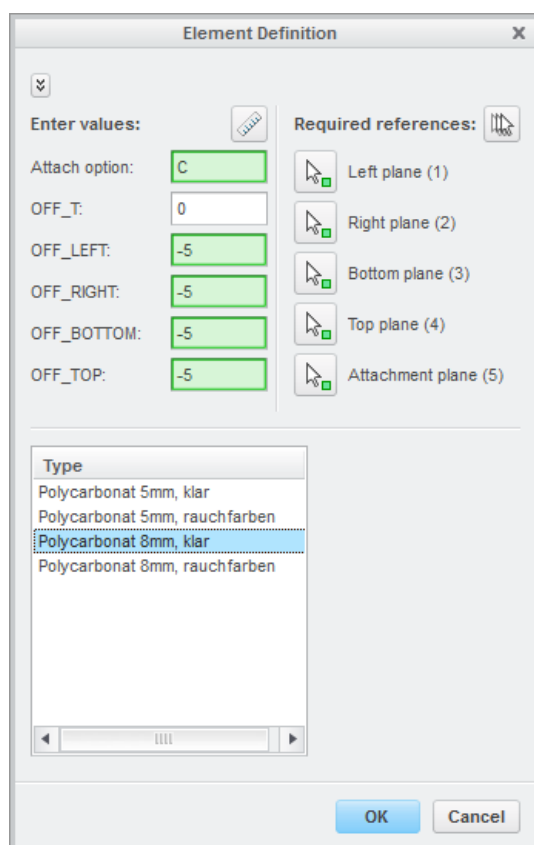 Element Definition
Enter values:
Attach option: C
OFF_T: 0
OFF_LEFT: -5
OFF_RIGHT: -5
OFF_BOTTOM: -5
OFF_TOP: -5
Required references:
Left plane (1)
Right plane (2)
Bottom plane (3)
Top plane (4)
Attachment plane (5)
Type
Polycarbonat 5mm, klar
Polycarbonat 5mm, rauchfarben
Polycarbonat 8mm, klar
Polycarbonat 8mm, rauchfarben
OK Cancel